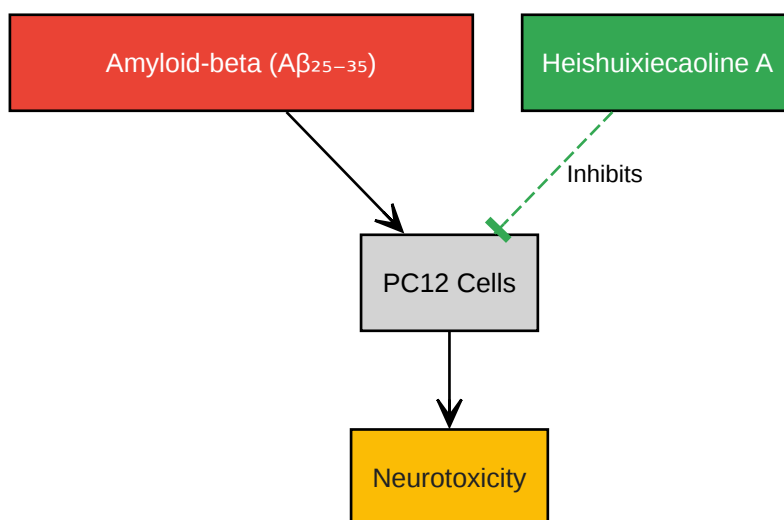 Amyloid-beta (Aβ₂₅₋₃₅)
Heishuixiecaoline A
Inhibits
PC12 Cells
Neurotoxicity